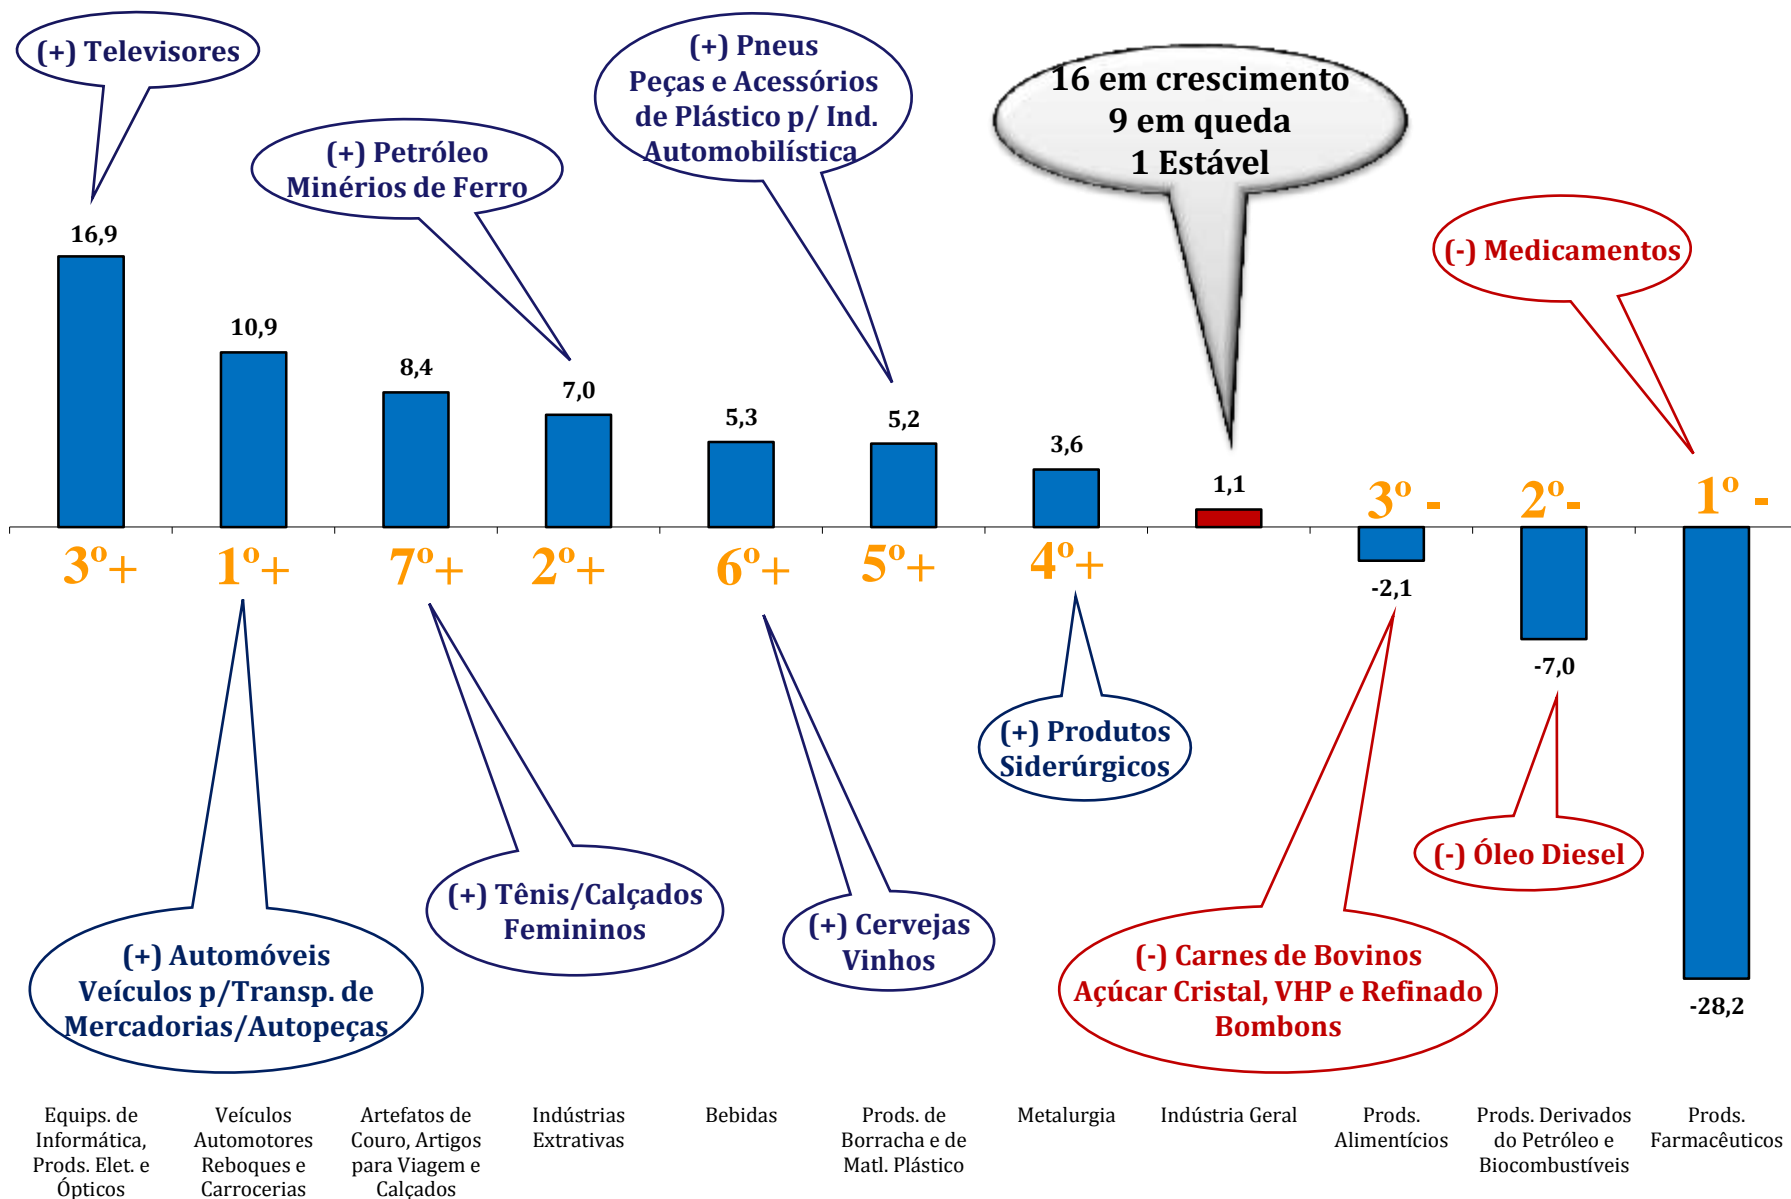 (+) Televisores
(+) Pneus
Peças e Acessórios
de Plástico p/ Ind.
Automobilística
16 em crescimento
9 em queda
1 Estável
(+) Petróleo
Minérios de Ferro
(-) Medicamentos
16,9
10,9
8,4
7,0
5,3
5,2
3,6
1,1
3º -
2º-
1º -
3º+
1º+
7º+
2º+
6º+
5º+
4º+
-2,1
-7,0
-28,2
(+) Produtos
Siderúrgicos
(-) Óleo Diesel
(+) Tênis/Calçados
Femininos
(+) Cervejas
Vinhos
(+) Automóveis
Veículos p/Transp. de
Mercadorias/Autopeças
(-) Carnes de Bovinos
Açúcar Cristal, VHP e Refinado
Bombons
Equips. de
Informática,
Prods. Elet. e
Ópticos
Veículos
Automotores
Reboques e
Carrocerias
Artefatos de
Couro, Artigos
para Viagem e
Calçados
Indústrias
Extrativas
Bebidas
Prods. de
Borracha e de
Matl. Plástico
Metalurgia
Indústria Geral
Prods.
Alimentícios
Prods. Derivados
do Petróleo e
Biocombustíveis
Prods.
Farmacêuticos